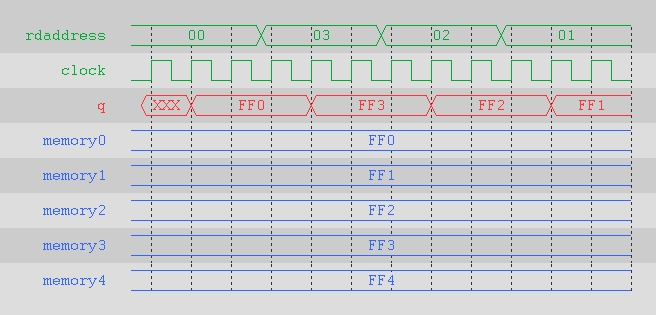 rdaddress 00 03 02 01
clock
q XXX FF0 FF3 FF2 FF1
memory0 FF0
memory1 FF1
memory2 FF2
memory3 FF3
memory4 FF4